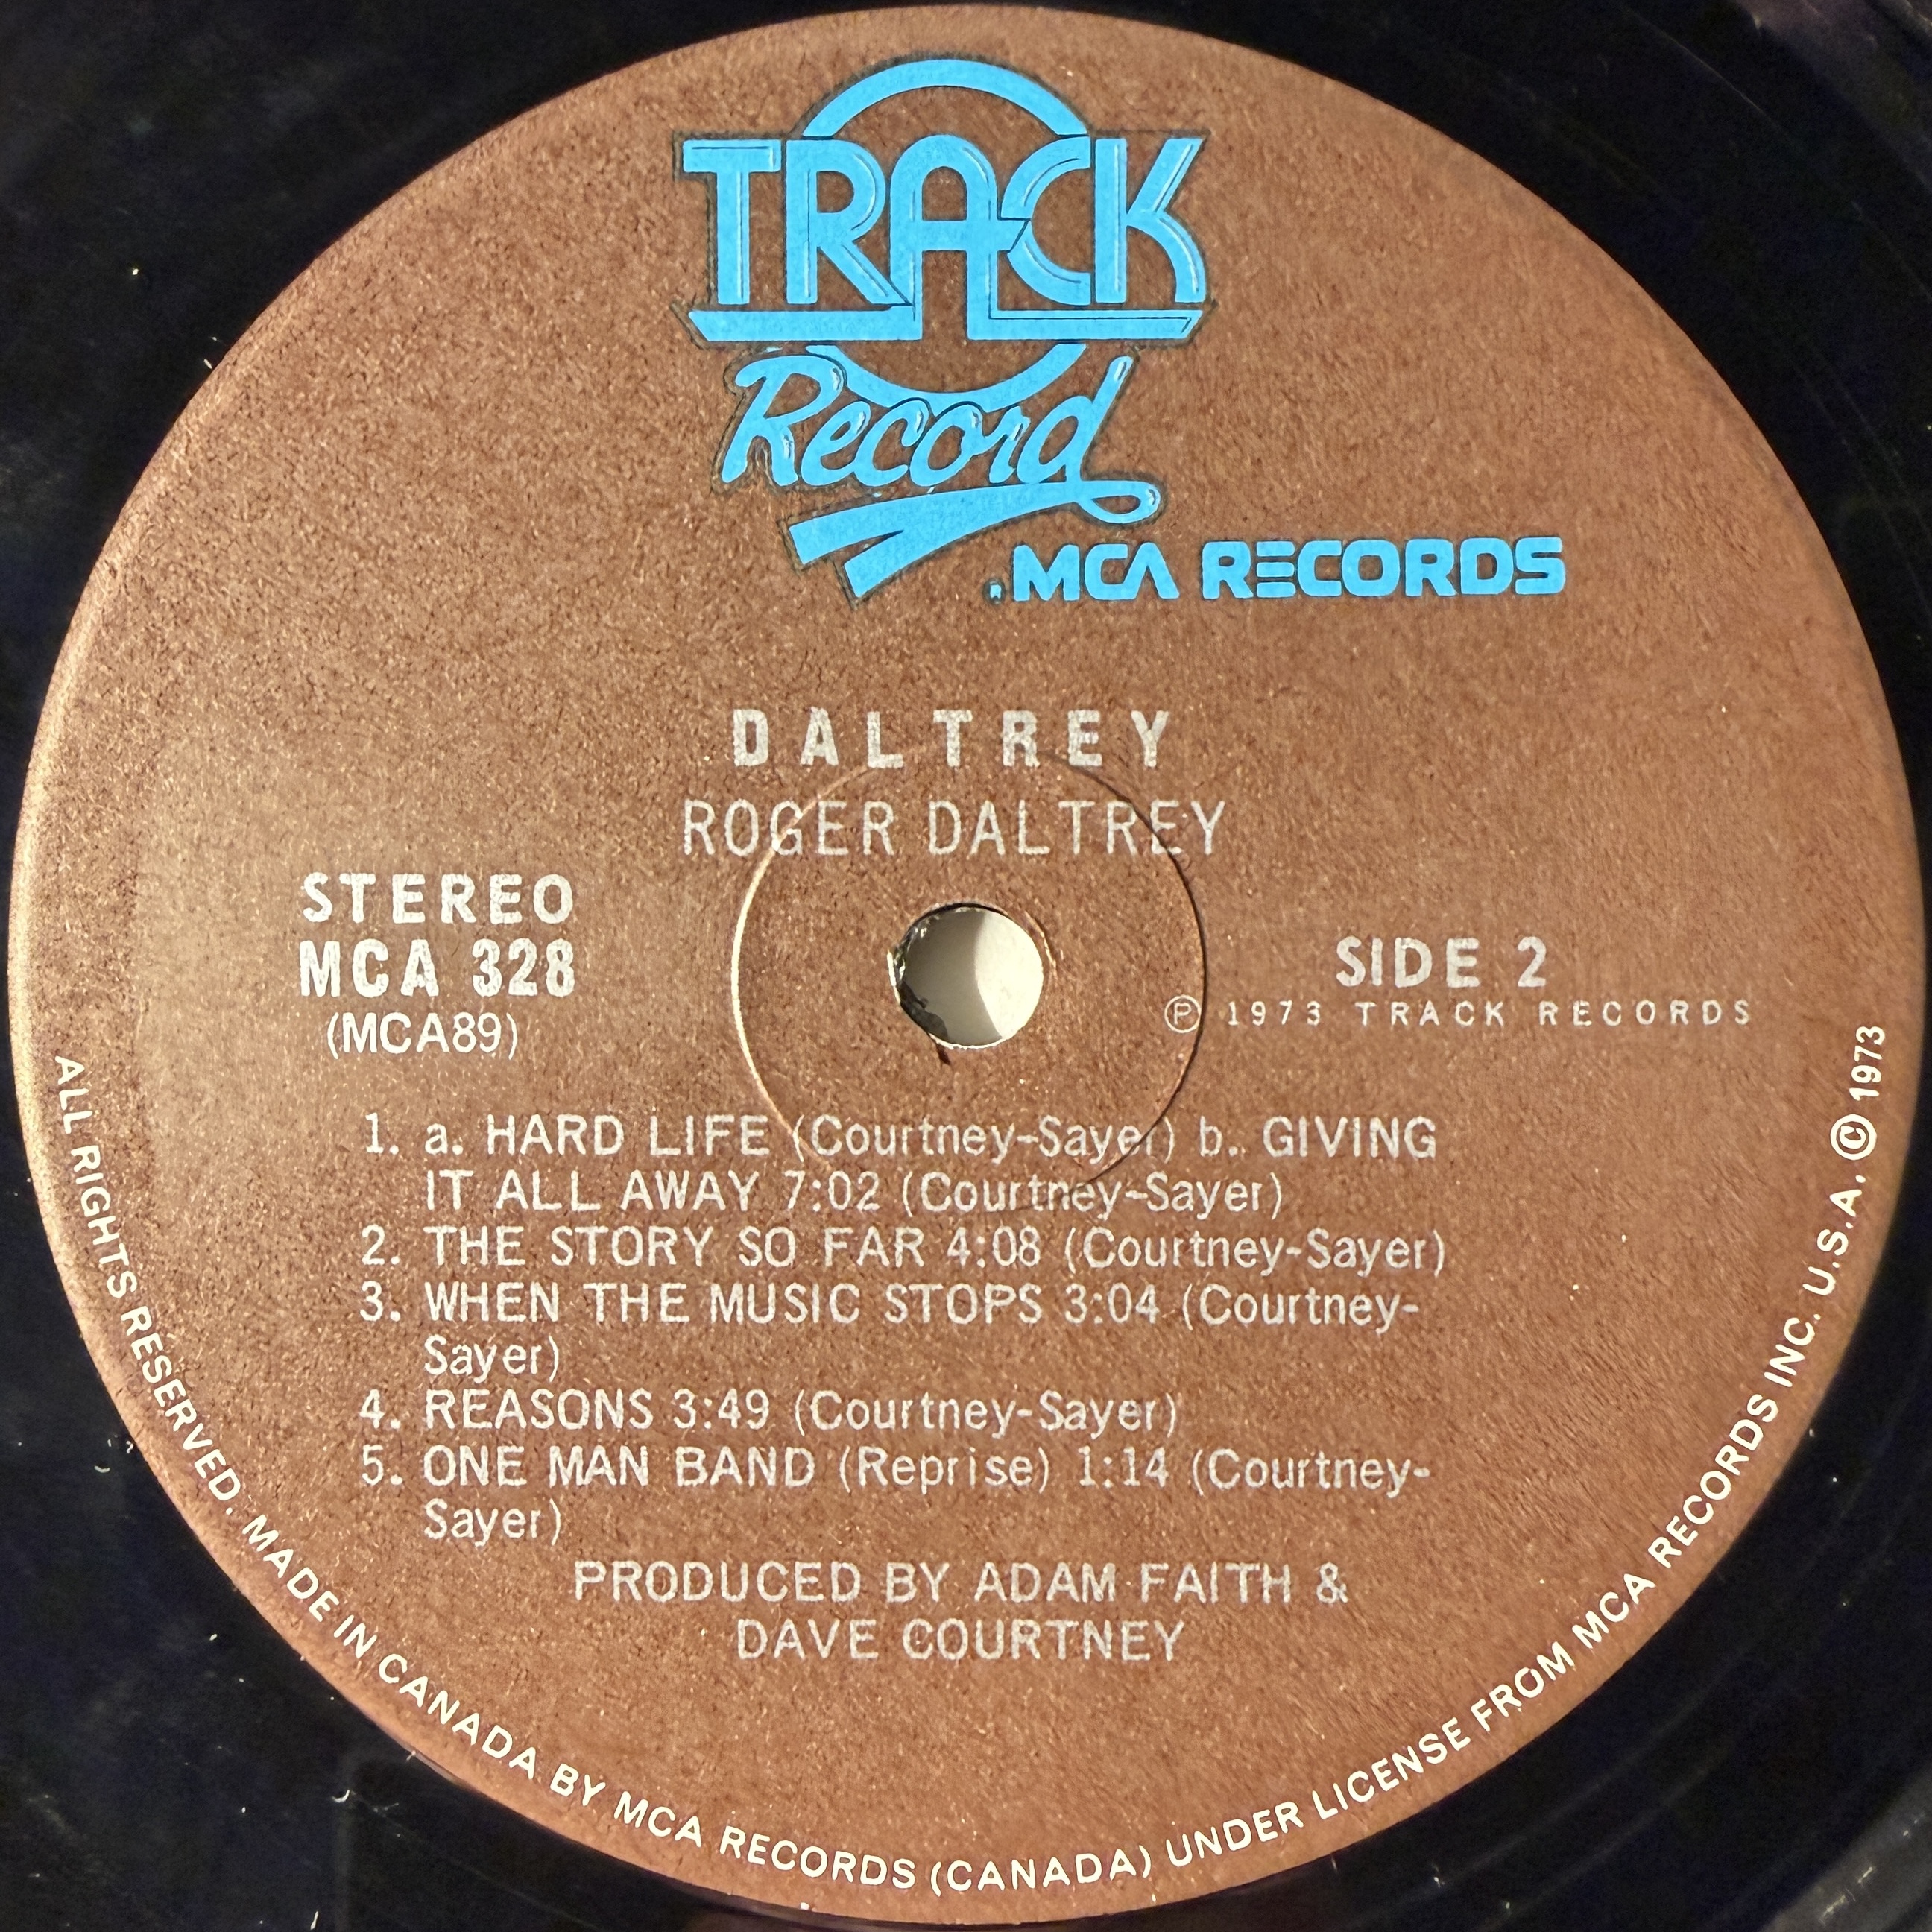 TRACK
Record
MCA RECORDS
DALTREY
ROGER DALTREY
STEREO
MCA 328
(MCA89)
SIDE 2
Ⓟ 1973 TRACK RECORDS
1. a. HARD LIFE (Courtney-Sayer) b.. GIVING
IT ALL AWAY 7:02 (Courtney-Sayer)
2. THE STORY SO FAR 4:08 (Courtney-Sayer)
3. WHEN THE MUSIC STOPS 3:04 (Courtney-
Sayer)
4. REASONS 3:49 (Courtney-Sayer)
5. ONE MAN BAND (Reprise) 1:14 (Courtney-
Sayer)
PRODUCED BY ADAM FAITH &
DAVE COURTNEY
ALL RIGHTS RESERVED. MADE IN CANADA BY MCA RECORDS (CANADA) UNDER LICENSE FROM MCA RECORDS INC. U.S.A. © 1973